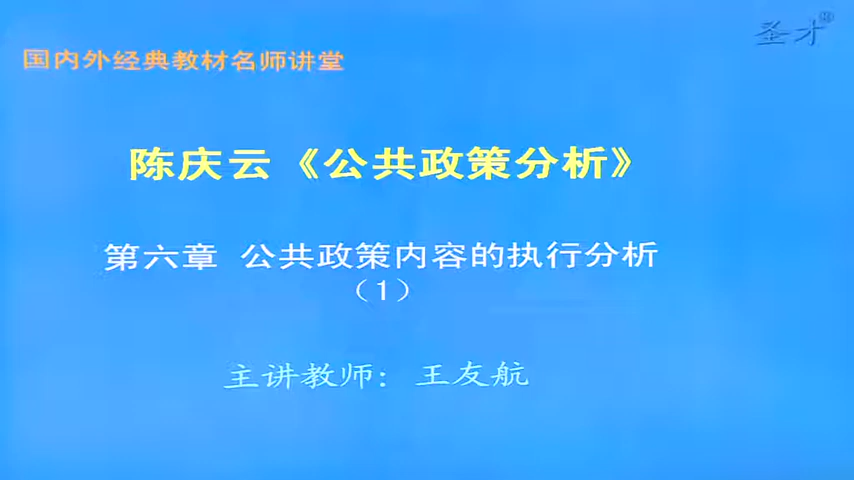 国内外经典教材名师讲堂
圣才®
陈庆云《公共政策分析》
第六章 公共政策内容的执行分析
（1）
主讲教师：王友航